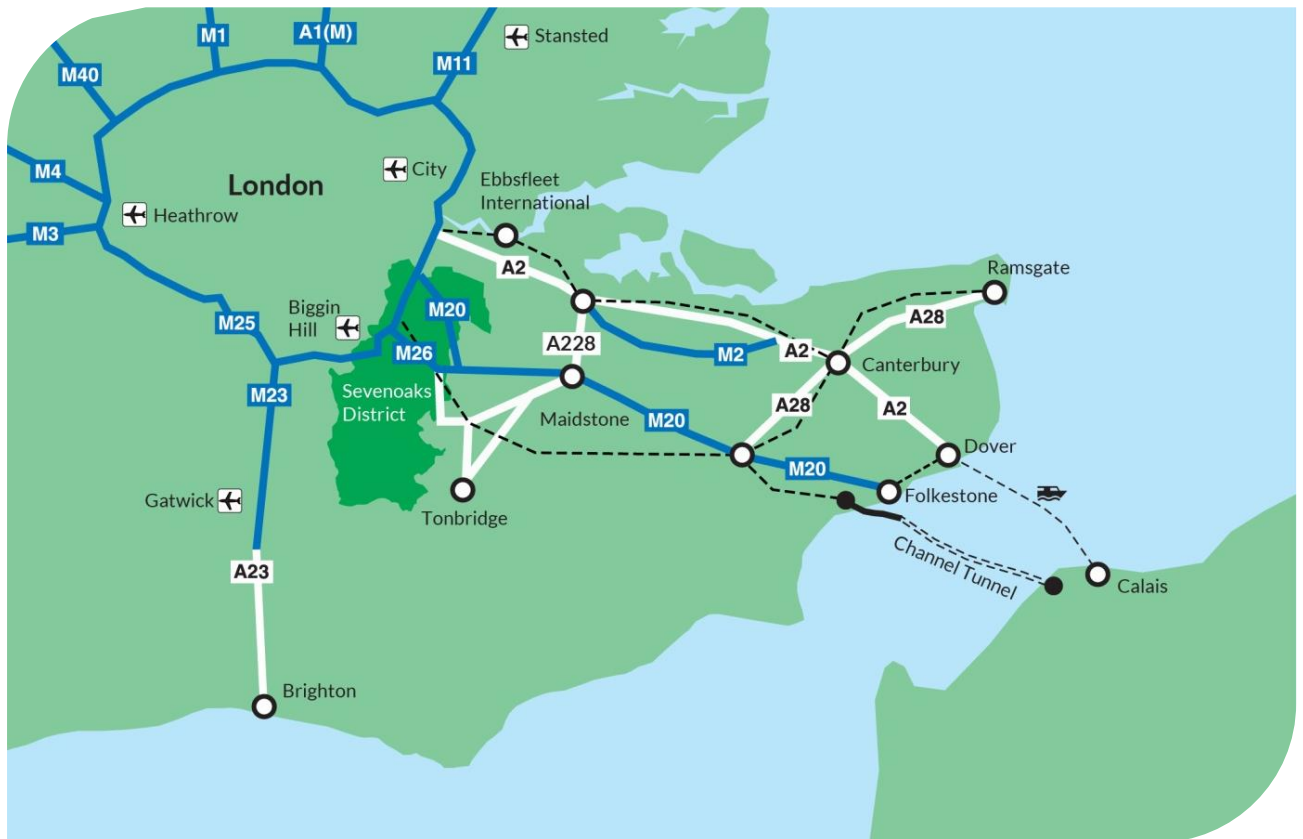 M1
A1(M)
Stansted
M40
M11
M4
London
City
Ebbsfleet
International
Heathrow
M3
A2
Ramsgate
Biggin
Hill
M20
M25
A28
A228
M26
M2
A2
Canterbury
M23
Sevenoaks
District
Maidstone
M20
A28
A2
Dover
M20
Gatwick
Folkestone
Tonbridge
Channel Tunnel
A23
Calais
Brighton